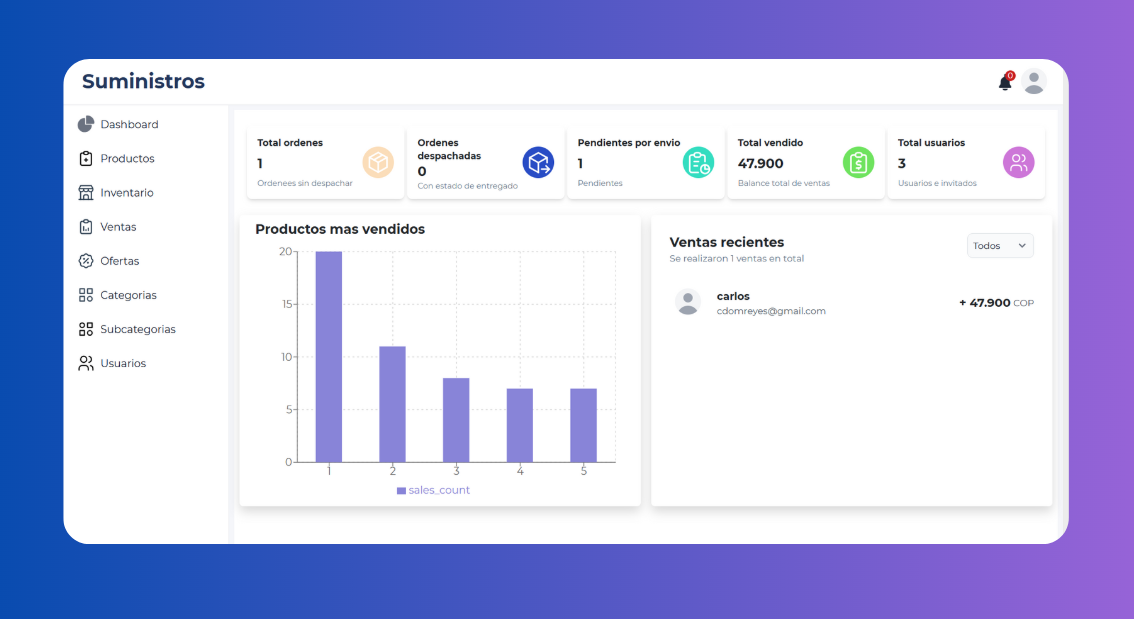 Suministros
0
Dashboard
Productos
Inventario
Ventas
Ofertas
Categorias
Subcategorias
Usuarios
Total ordenes
1
Ordenees sin despachar
Ordenes
despachadas
0
Con estado de entregado
Pendientes por envio
1
Pendientes
Total vendido
47.900
Balance total de ventas
Total usuarios
3
Usuarios e invitados
Productos mas vendidos
20
15
10
5
0
1 2 3 4 5
sales_count
Ventas recientes
Todos
Se realizaron 1 ventas en total
carlos
+ 47.900 COP
cdomreyes@gmail.com